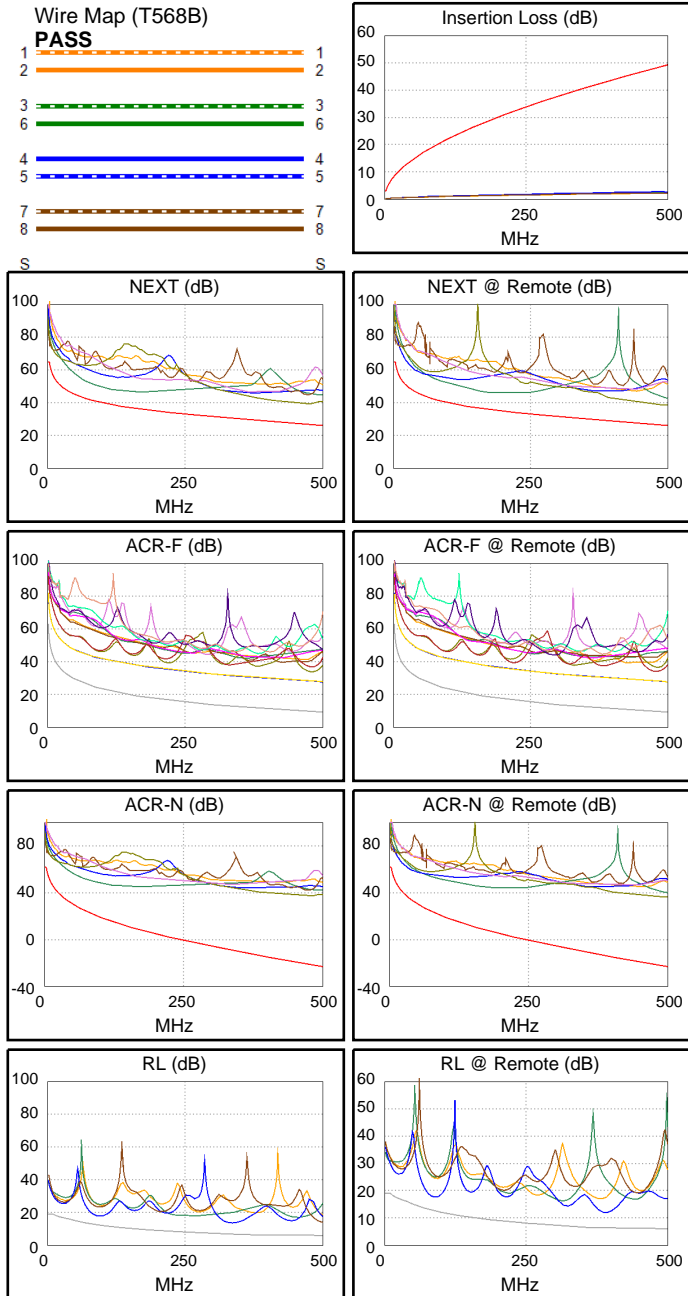 Wire Map (T568B)
PASS
1 1
2 2
3 3
6 6
4 4
5 5
7 7
8 8
S S
Insertion Loss (dB)
60
50
40
30
20
10
0
0 250 500
MHz
NEXT (dB)
100
80
60
40
20
0
0 250 500
MHz
NEXT @ Remote (dB)
100
80
60
40
20
0
0 250 500
MHz
ACR-F (dB)
100
80
60
40
20
0
0 250 500
MHz
ACR-F @ Remote (dB)
100
80
60
40
20
0
0 250 500
MHz
ACR-N (dB)
80
40
0
-40
0 250 500
MHz
ACR-N @ Remote (dB)
80
40
0
-40
0 250 500
MHz
RL (dB)
100
80
60
40
20
0
0 250 500
MHz
RL @ Remote (dB)
60
50
40
30
20
10
0
0 250 500
MHz